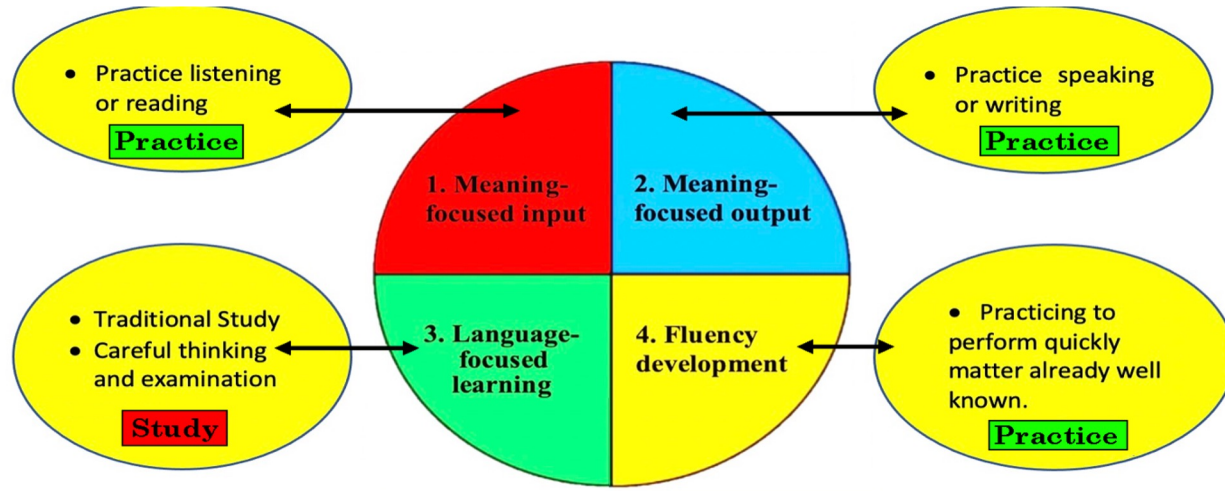 • Practice listening
or reading
Practice
• Practice speaking
or writing
Practice
1. Meaning-
focused input
2. Meaning-
focused output
• Traditional Study
• Careful thinking
and examination
Study
3. Language-
focused
learning
4. Fluency
development
• Practicing to
perform quickly
matter already well
known.
Practice